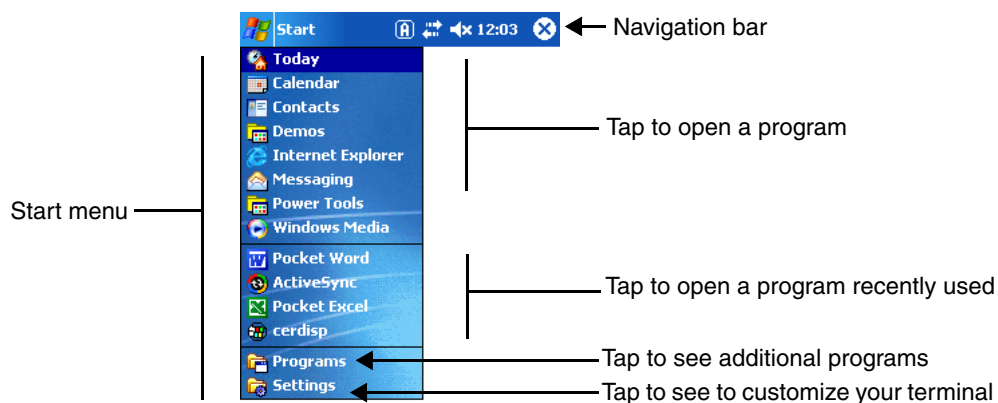 Start 12:03
Navigation bar
Today
Calendar
Contacts
Demos
Internet Explorer
Messaging
Power Tools
Windows Media
Tap to open a program
Start menu
Pocket Word
ActiveSync
Pocket Excel
cerdisp
Tap to open a program recently used
Programs
Tap to see additional programs
Settings
Tap to see to customize your terminal